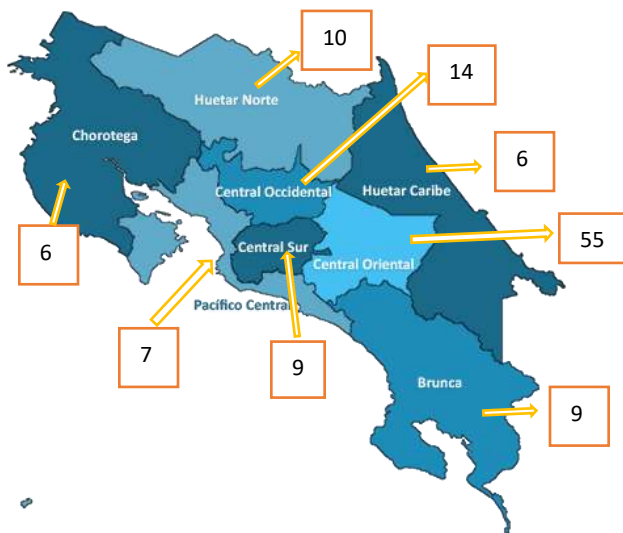 10
14
Huetar Norte
Chorotega
6
Central Occidental
Huetar Caribe
55
6
Central Sur
Central Oriental
Pacífico Central
7
9
Brunca
9